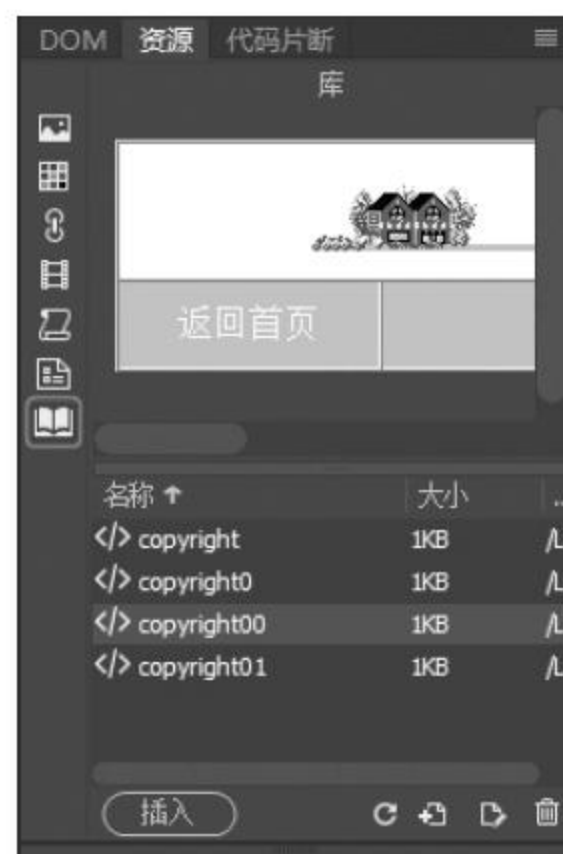 DOM 资源 代码片断
库
返回首页
名称 大小 ..
copyright 1KB /L
copyright0 1KB /L
copyright00 1KB /L
copyright01 1KB /L
插入